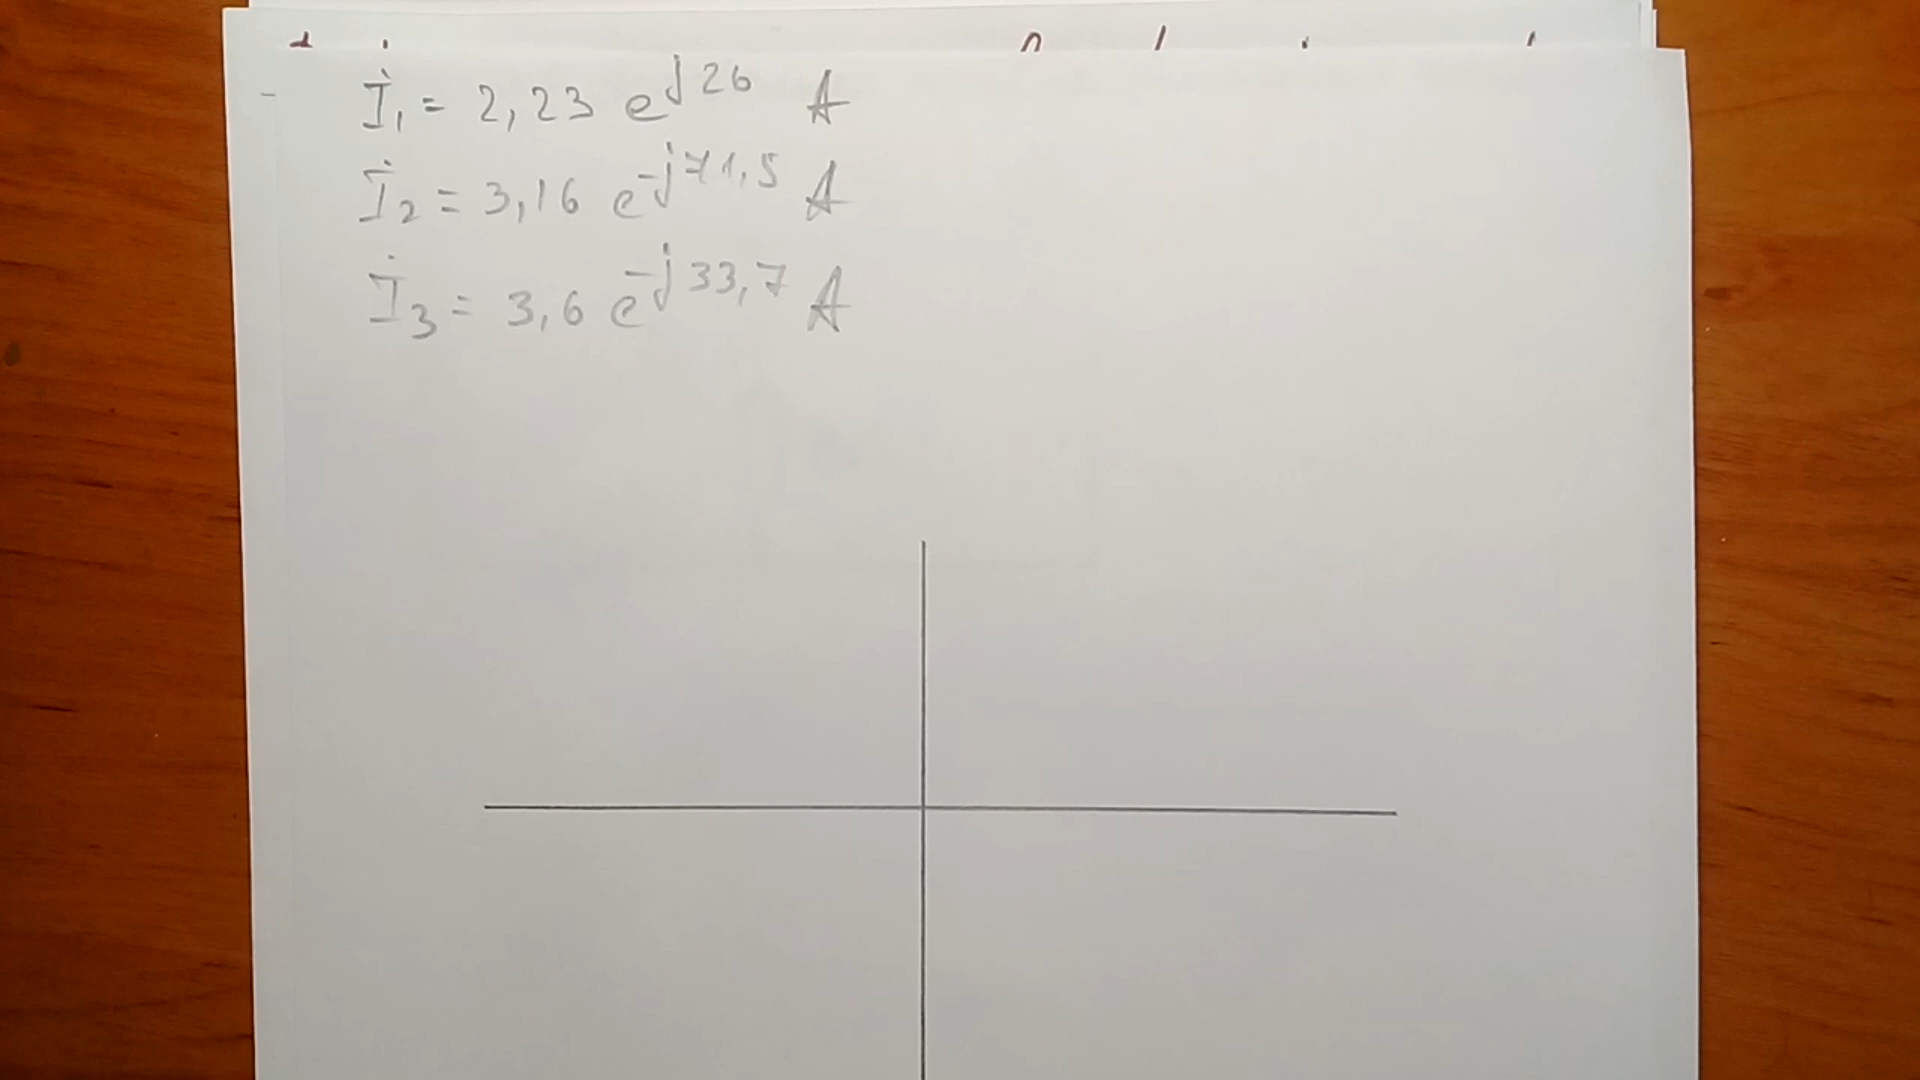 İ₁ = 2,23 e^j26 A
İ₂ = 3,16 e^-j71,5 A
İ₃ = 3,6 e^-j33,7 A